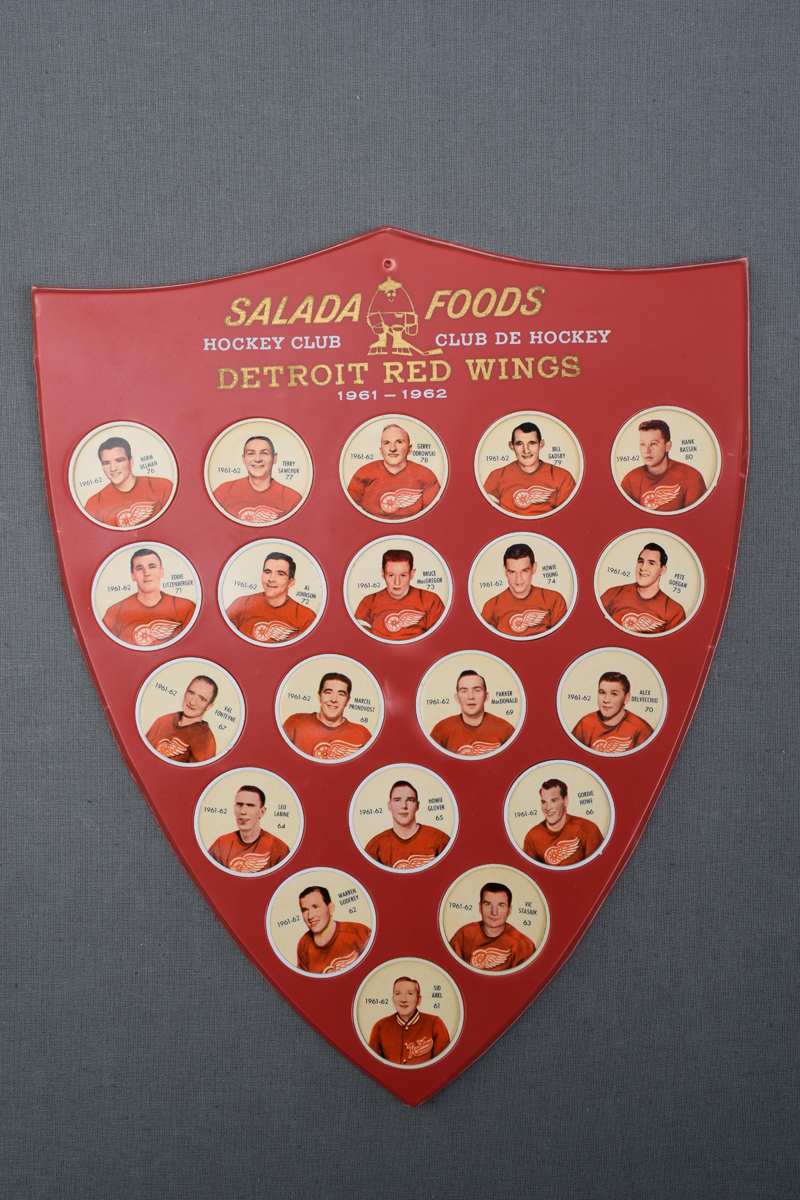 SALADA FOODS
HOCKEY CLUB CLUB DE HOCKEY
DETROIT RED WINGS
1961 – 1962
1961-62 NORM
ULLMAN
76
1961-62 TERRY
SAWCHUK
77
1961-62 GERRY
ODROWSKI
78
1961-62 BILL
GADSBY
79
1961-62 HANK
BASSEN
80
1961-62 EDDIE
LITZENBERGER
71
1961-62 AL
JOHNSON
72
1961-62 BRUCE
MacGREGOR
73
1961-62 HOWIE
YOUNG
74
1961-62 PETE
GOEGAN
75
1961-62 VAL
FONTEYNE
67
1961-62 MARCEL
PRONOVOST
68
1961-62 PARKER
MacDONALD
69
1961-62 ALEX
DELVECCHIO
70
1961-62 LEO
LABINE
64
1961-62 HOWIE
GLOVER
65
1961-62 GORDIE
HOWE
66
1961-62 WARREN
GODFREY
62
1961-62 VIC
STASIUK
63
1961-62 SID
ABEL
61